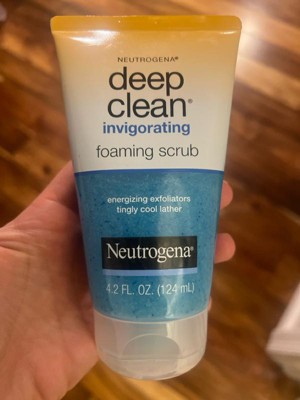 NEUTROGENA®
deep
clean®
invigorating
foaming scrub
energizing exfoliators
tingly cool lather
Neutrogena®
4.2 FL. OZ. (124 mL)